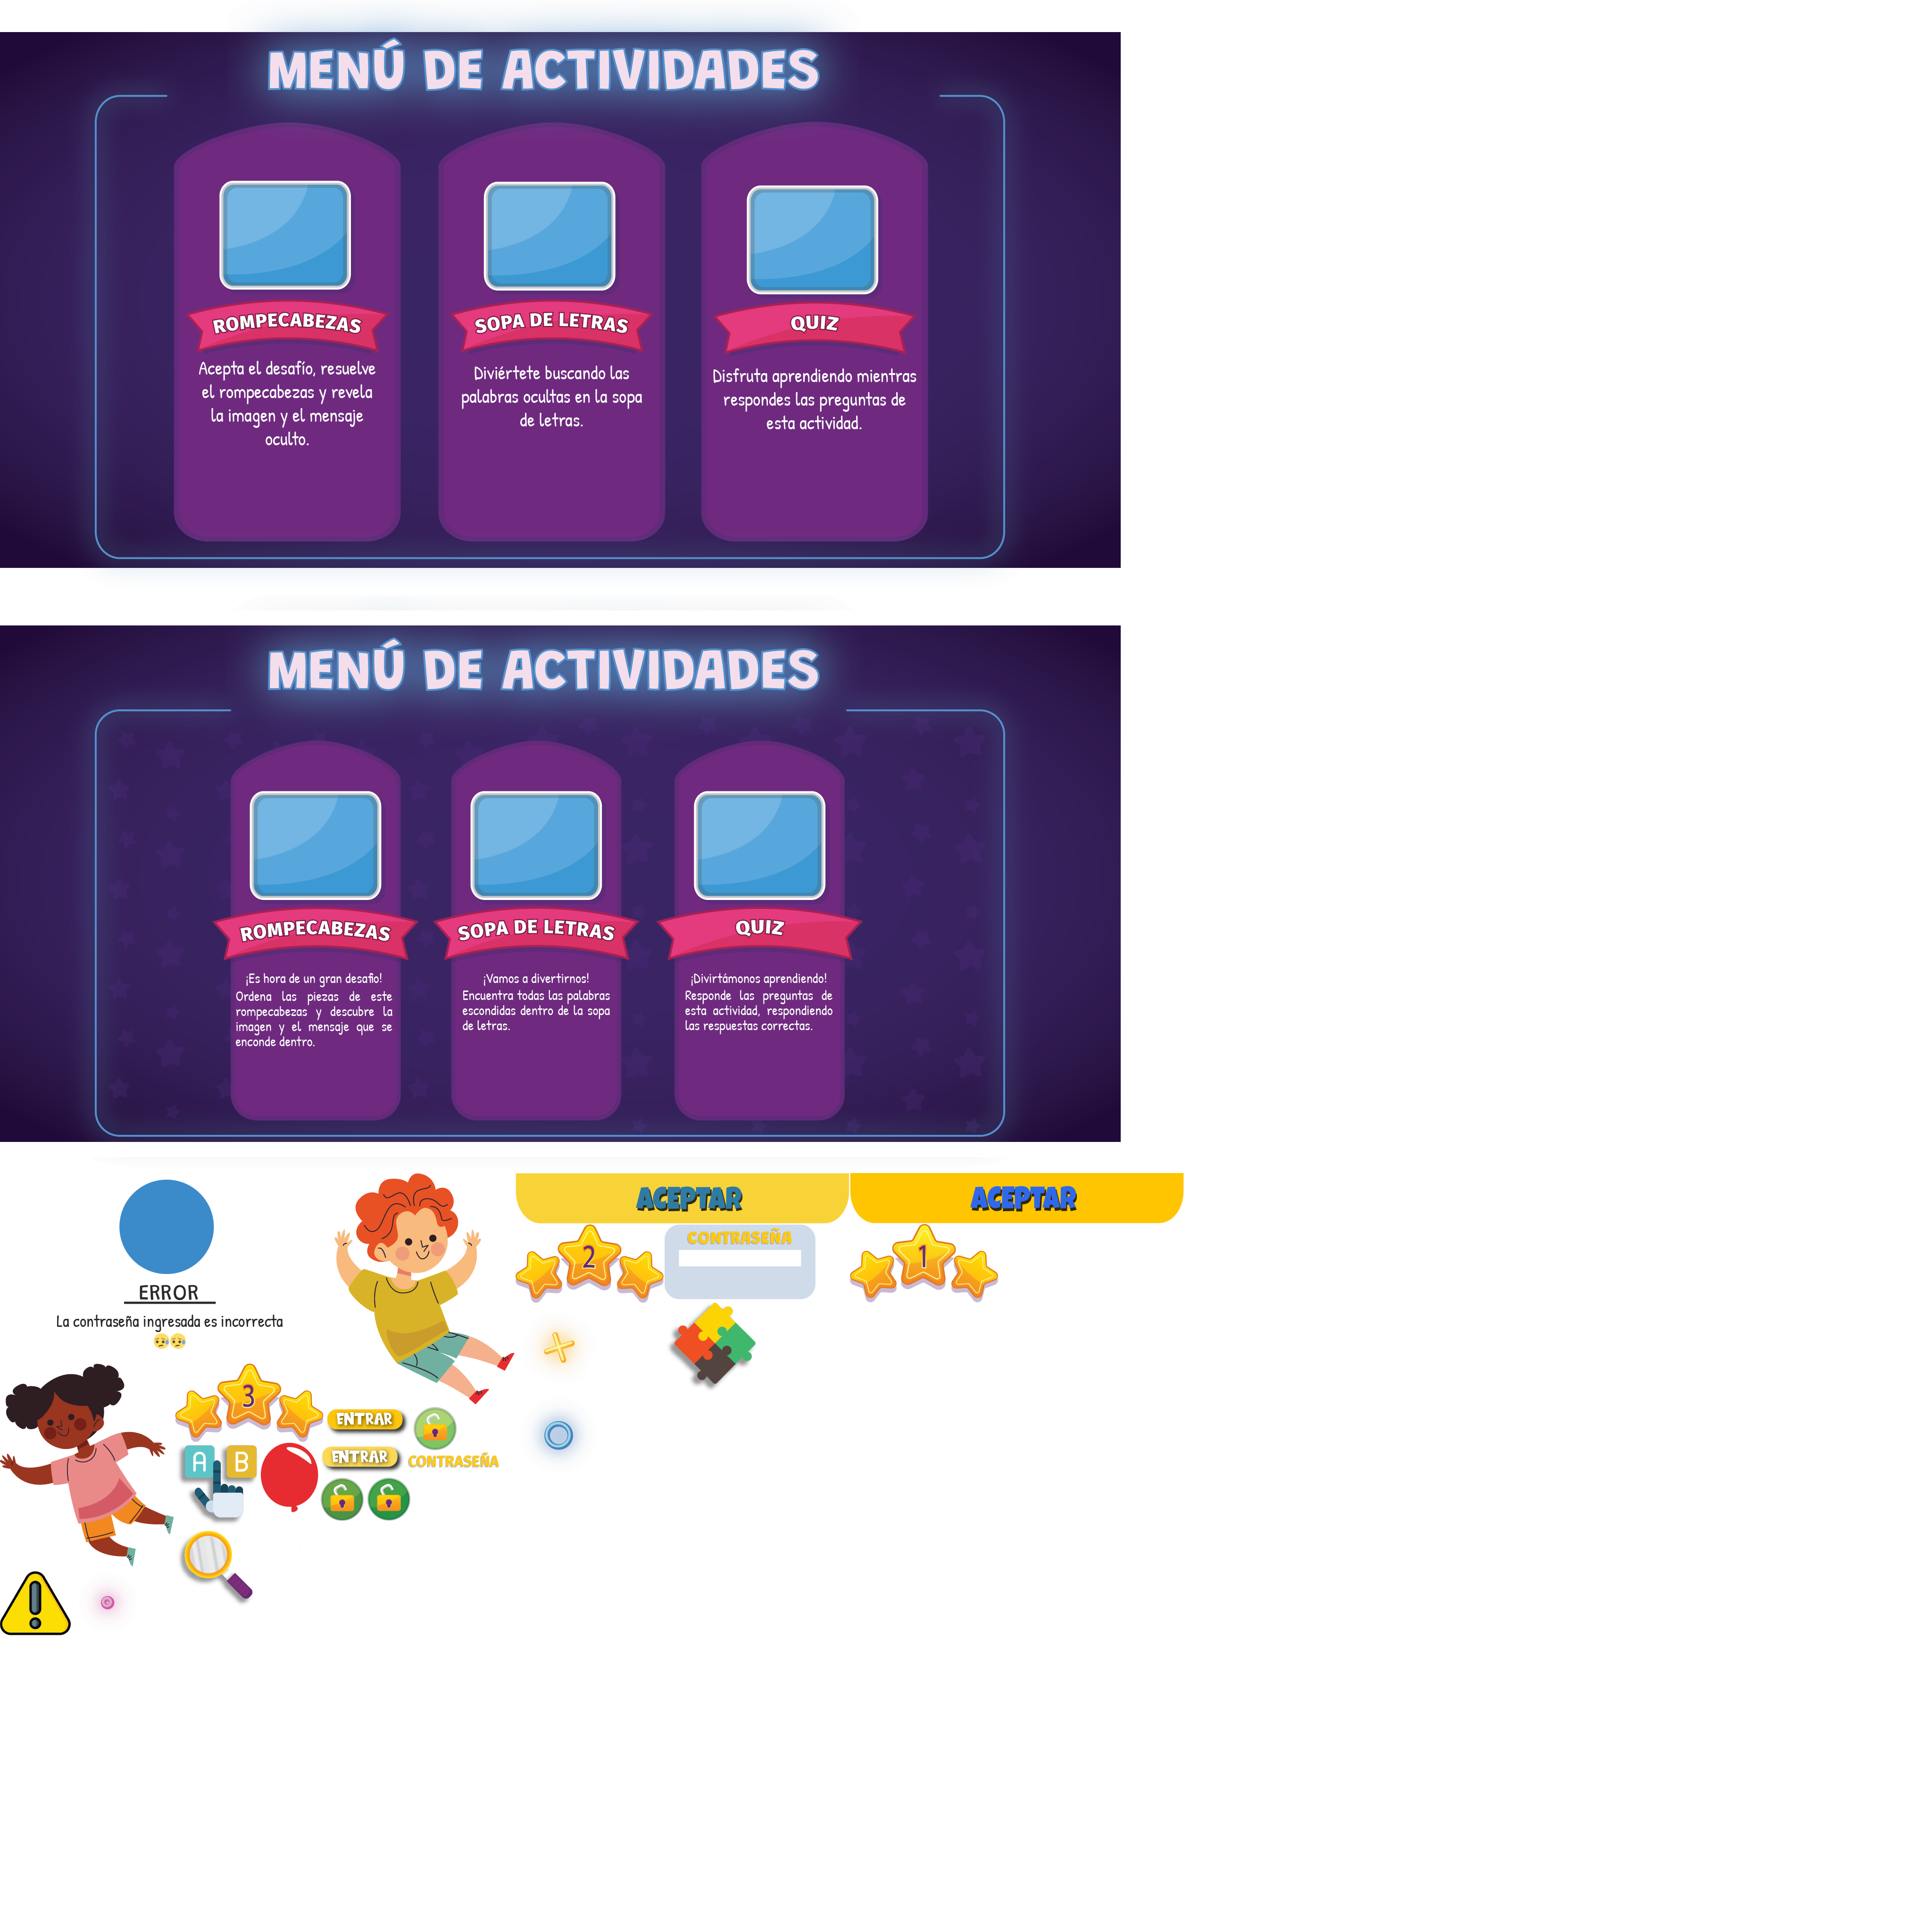 MENÚ DE ACTIVIDADES
ROMPECABEZAS
Acepta el desafío, resuelve
el rompecabezas y revela
la imagen y el mensaje
oculto.
SOPA DE LETRAS
Diviértete buscando las
palabras ocultas en la sopa
de letras.
QUIZ
Disfruta aprendiendo mientras
respondes las preguntas de
esta actividad.
MENÚ DE ACTIVIDADES
ROMPECABEZAS
¡Es hora de un gran desafío!
Ordena las piezas de este
rompecabezas y descubre la
imagen y el mensaje que se
enconde dentro.
SOPA DE LETRAS
¡Vamos a divertirnos!
Encuentra todas las palabras
escondidas dentro de la sopa
de letras.
QUIZ
¡Divirtámonos aprendiendo!
Responde las preguntas de
esta actividad, respondiendo
las respuestas correctas.
ACEPTAR
ACEPTAR
2
CONTRASEÑA
1
ERROR
La contraseña ingresada es incorrecta
😥😥
3
ENTRAR
A B
ENTRAR
CONTRASEÑA